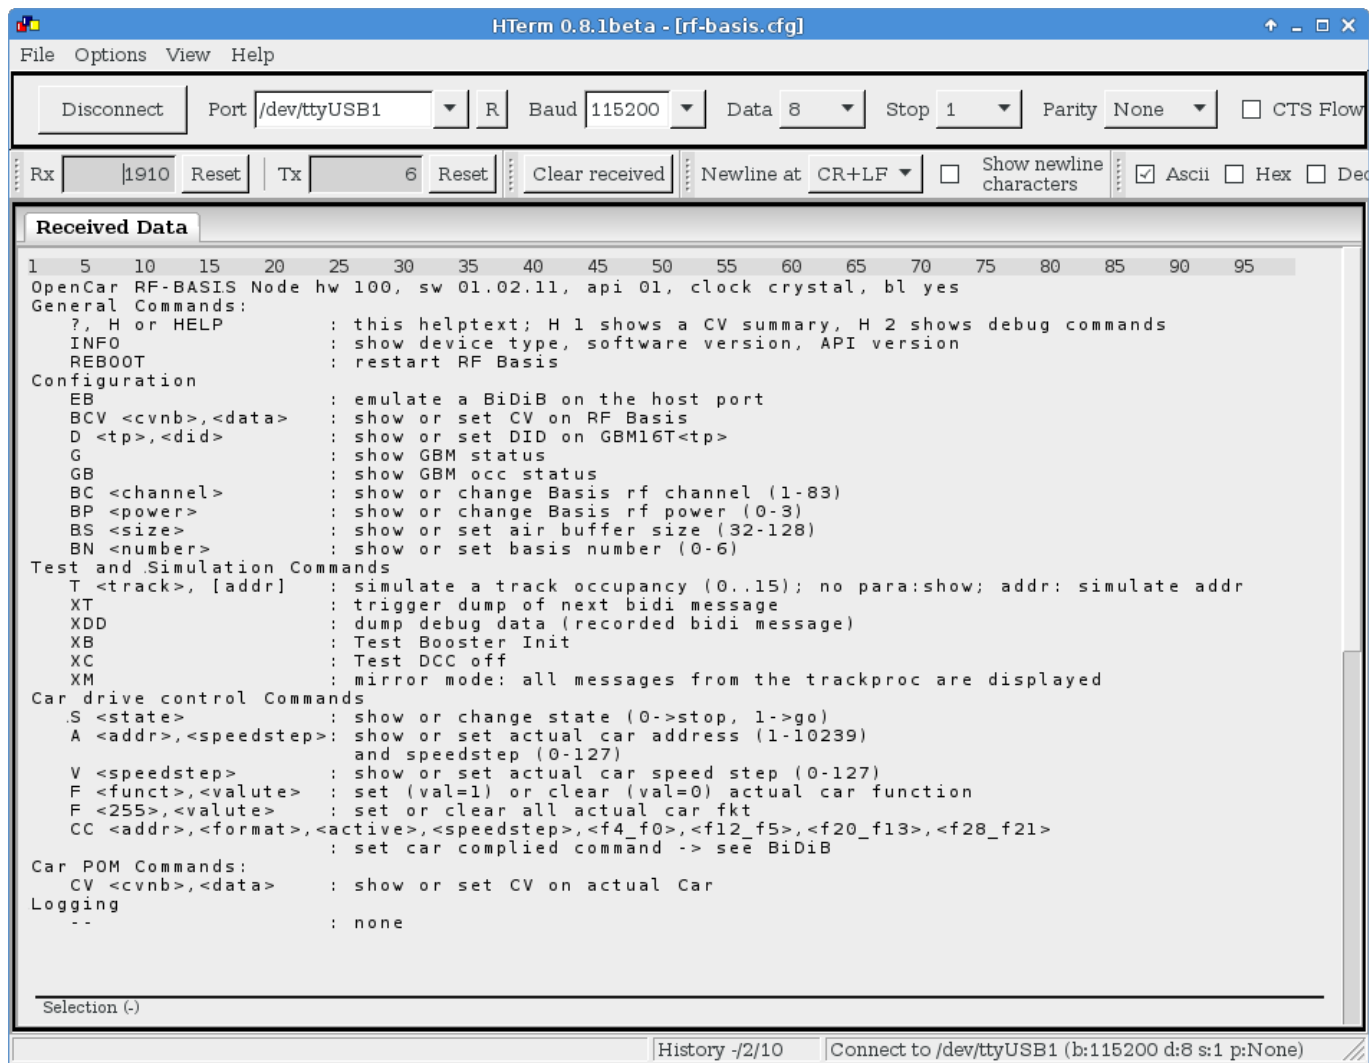 HTerm 0.8.1beta - [rf-basis.cfg]
File Options View Help
Disconnect Port /dev/ttyUSB1 R Baud 115200 Data 8 Stop 1 Parity None CTS Flow
Rx 1910 Reset Tx 6 Reset Clear received Newline at CR+LF Show newline characters Ascii Hex Dec
Received Data
1 5 10 15 20 25 30 35 40 45 50 55 60 65 70 75 80 85 90 95
OpenCar RF-BASIS Node hw 100, sw 01.02.11, api 01, clock crystal, bl yes
General Commands:
?, H or HELP : this helptext; H 1 shows a CV summary, H 2 shows debug commands
INFO : show device type, software version, API version
REBOOT : restart RF Basis
Configuration
EB : emulate a BiDiB on the host port
BCV <cvnb>,<data> : show or set CV on RF Basis
D <tp>,<did> : show or set DID on GBM16T<tp>
G : show GBM status
GB : show GBM occ status
BC <channel> : show or change Basis rf channel (1-83)
BP <power> : show or change Basis rf power (0-3)
BS <size> : show or set air buffer size (32-128)
BN <number> : show or set basis number (0-6)
Test and Simulation Commands
T <track>, [addr] : simulate a track occupancy (0..15); no para:show; addr: simulate addr
XT : trigger dump of next bidi message
XDD : dump debug data (recorded bidi message)
XB : Test Booster Init
XC : Test DCC off
XM : mirror mode: all messages from the trackproc are displayed
Car drive control Commands
S <state> : show or change state (0->stop, 1->go)
A <addr>,<speedstep>: show or set actual car address (1-10239)
and speedstep (0-127)
V <speedstep> : show or set actual car speed step (0-127)
F <funct>,<valute> : set (val=1) or clear (val=0) actual car function
F <255>,<valute> : set or clear all actual car fkt
CC <addr>,<format>,<active>,<speedstep>,<f4_f0>,<f12_f5>,<f20_f13>,<f28_f21>
: set car complied command -> see BiDiB
Car POM Commands:
CV <cvnb>,<data> : show or set CV on actual Car
Logging
-- : none
Selection (-)
History -/2/10 Connect to /dev/ttyUSB1 (b:115200 d:8 s:1 p:None)